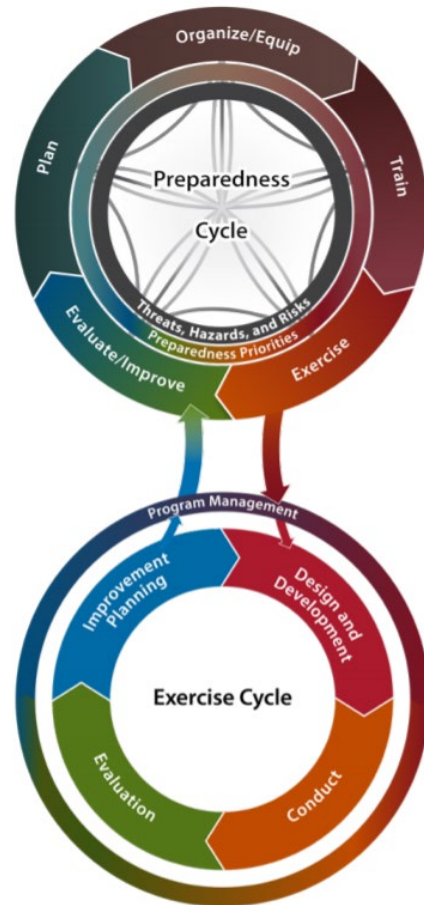 Organize/Equip
Plan
Train
Preparedness
Cycle
Threats, Hazards, and Risks
Preparedness Priorities
Evaluate/Improve
Exercise
Program Management
Improvement
Planning
Design and
Development
Exercise Cycle
Evaluation
Conduct